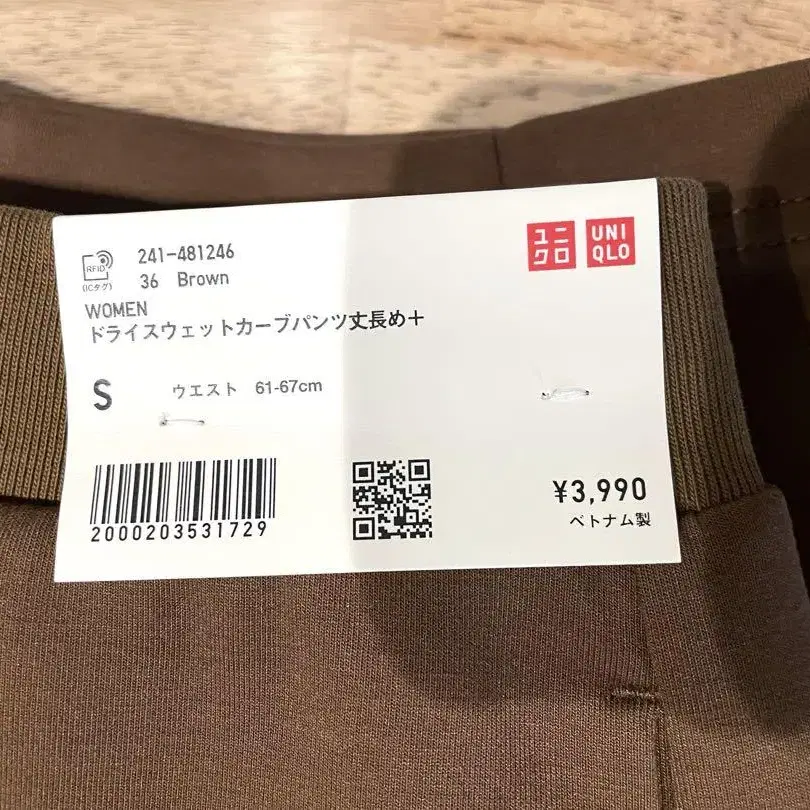 ユニクロ
UNIQLO
RFID
(ICタグ)
241-481246
36 Brown
WOMEN
ドライスウェットカーブパンツ丈長め+
S ウエスト 61-67cm
2000203531729
¥3,990
ベトナム製